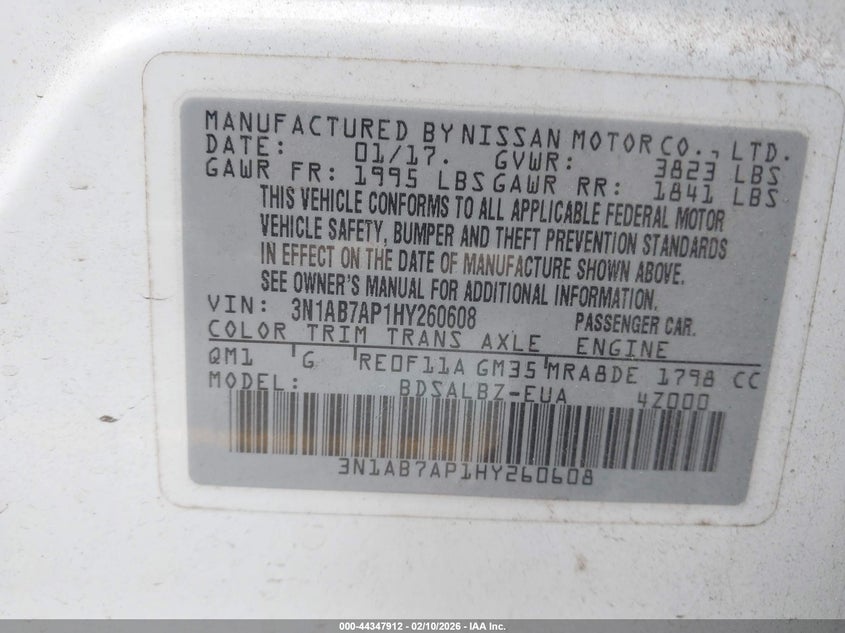 MANUFACTURED BY NISSAN MOTOR CO., LTD.
DATE: 01/17. GVWR: 3823 LBS
GAWR FR: 1995 LBS GAWR RR: 1841 LBS
THIS VEHICLE CONFORMS TO ALL APPLICABLE FEDERAL MOTOR
VEHICLE SAFETY, BUMPER AND THEFT PREVENTION STANDARDS
IN EFFECT ON THE DATE OF MANUFACTURE SHOWN ABOVE.
SEE OWNER'S MANUAL FOR ADDITIONAL INFORMATION.
VIN: 3N1AB7AP1HY260608 PASSENGER CAR.
COLOR TRIM TRANS AXLE ENGINE
QM1 G RE0F11A GM35 MRA8DE 1798 CC
MODEL: BDSALBZ-EUA 4Z000
3N1AB7AP1HY260608
000-44347912 - 02/10/2026 - IAA Inc.